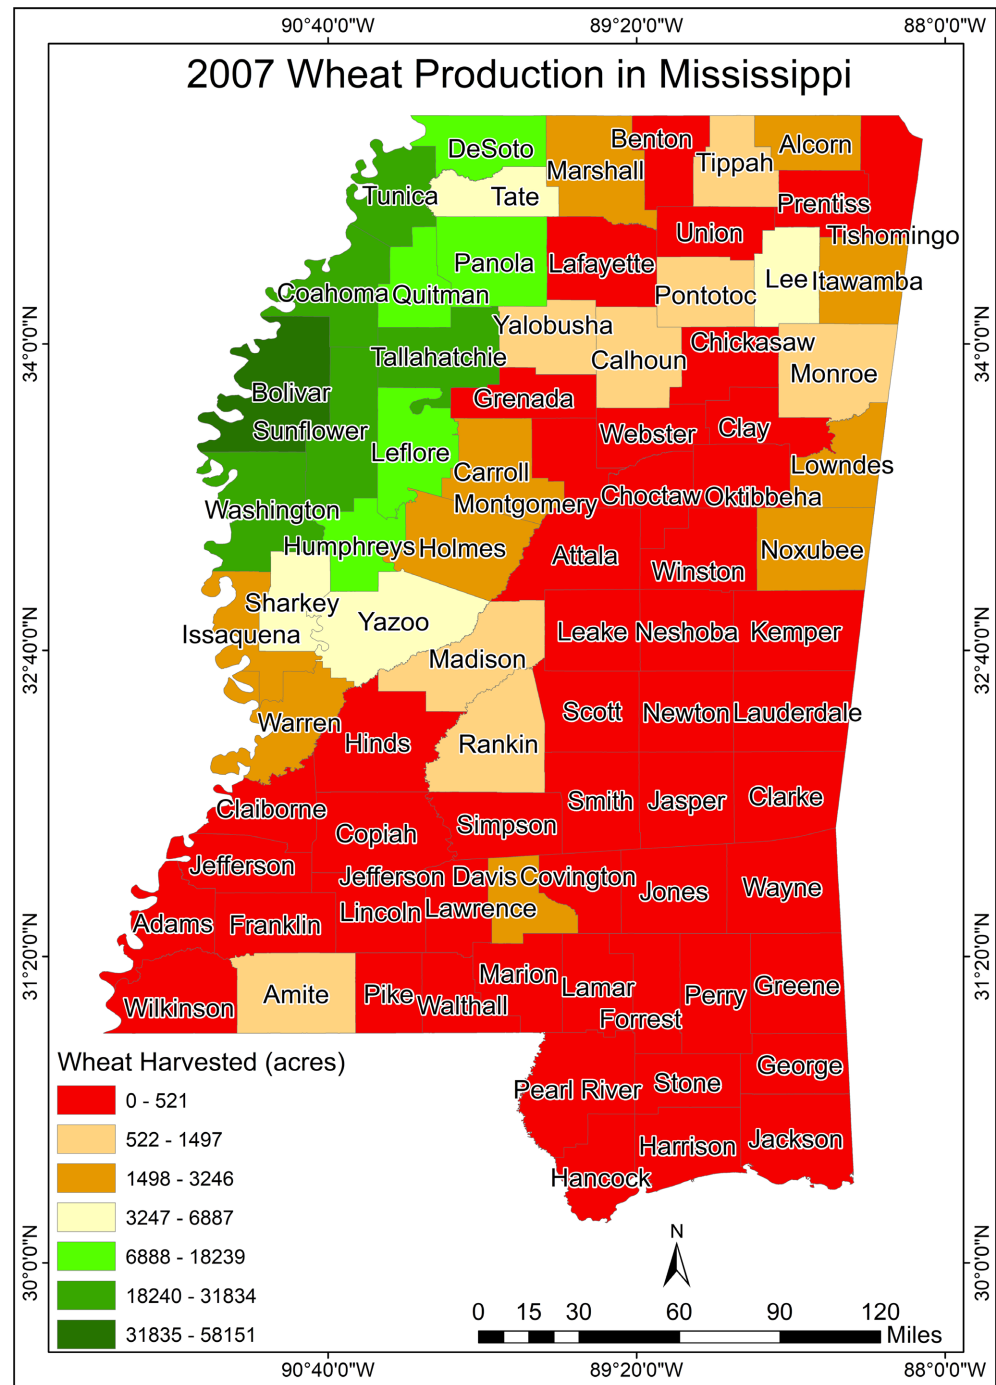 90°40'0"W 89°20'0"W 88°0'0"W
2007 Wheat Production in Mississippi
DeSoto
Benton
Alcorn
Marshall
Tippah
Tunica
Tate
Prentiss
Union
Tishomingo
Panola
Lafayette
Lee
Itawamba
Coahoma
Quitman
Pontotoc
34°0'0"N
34°0'0"N
Yalobusha
Chickasaw
Tallahatchie
Calhoun
Monroe
Bolivar
Grenada
Sunflower
Webster
Clay
Leflore
Carroll
Lowndes
Washington
Montgomery
Choctaw
Oktibbeha
Humphreys
Holmes
Attala
Noxubee
Winston
Sharkey
Issaquena
Yazoo
Leake
Neshoba
Kemper
32°40'0"N
32°40'0"N
Madison
Warren
Hinds
Rankin
Scott
Newton
Lauderdale
Claiborne
Copiah
Simpson
Smith
Jasper
Clarke
Jefferson
Jefferson Davis
Covington
Jones
Wayne
Adams
Franklin
Lincoln
Lawrence
31°20'0"N
31°20'0"N
Wilkinson
Amite
Pike
Walthall
Marion
Lamar
Forrest
Perry
Greene
Pearl River
Stone
George
Hancock
Harrison
Jackson
Wheat Harvested (acres)
0 - 521
522 - 1497
1498 - 3246
3247 - 6887
6888 - 18239
18240 - 31834
31835 - 58151
30°0'0"N
30°0'0"N
N
0 15 30 60 90 120
Miles
90°40'0"W 89°20'0"W 88°0'0"W